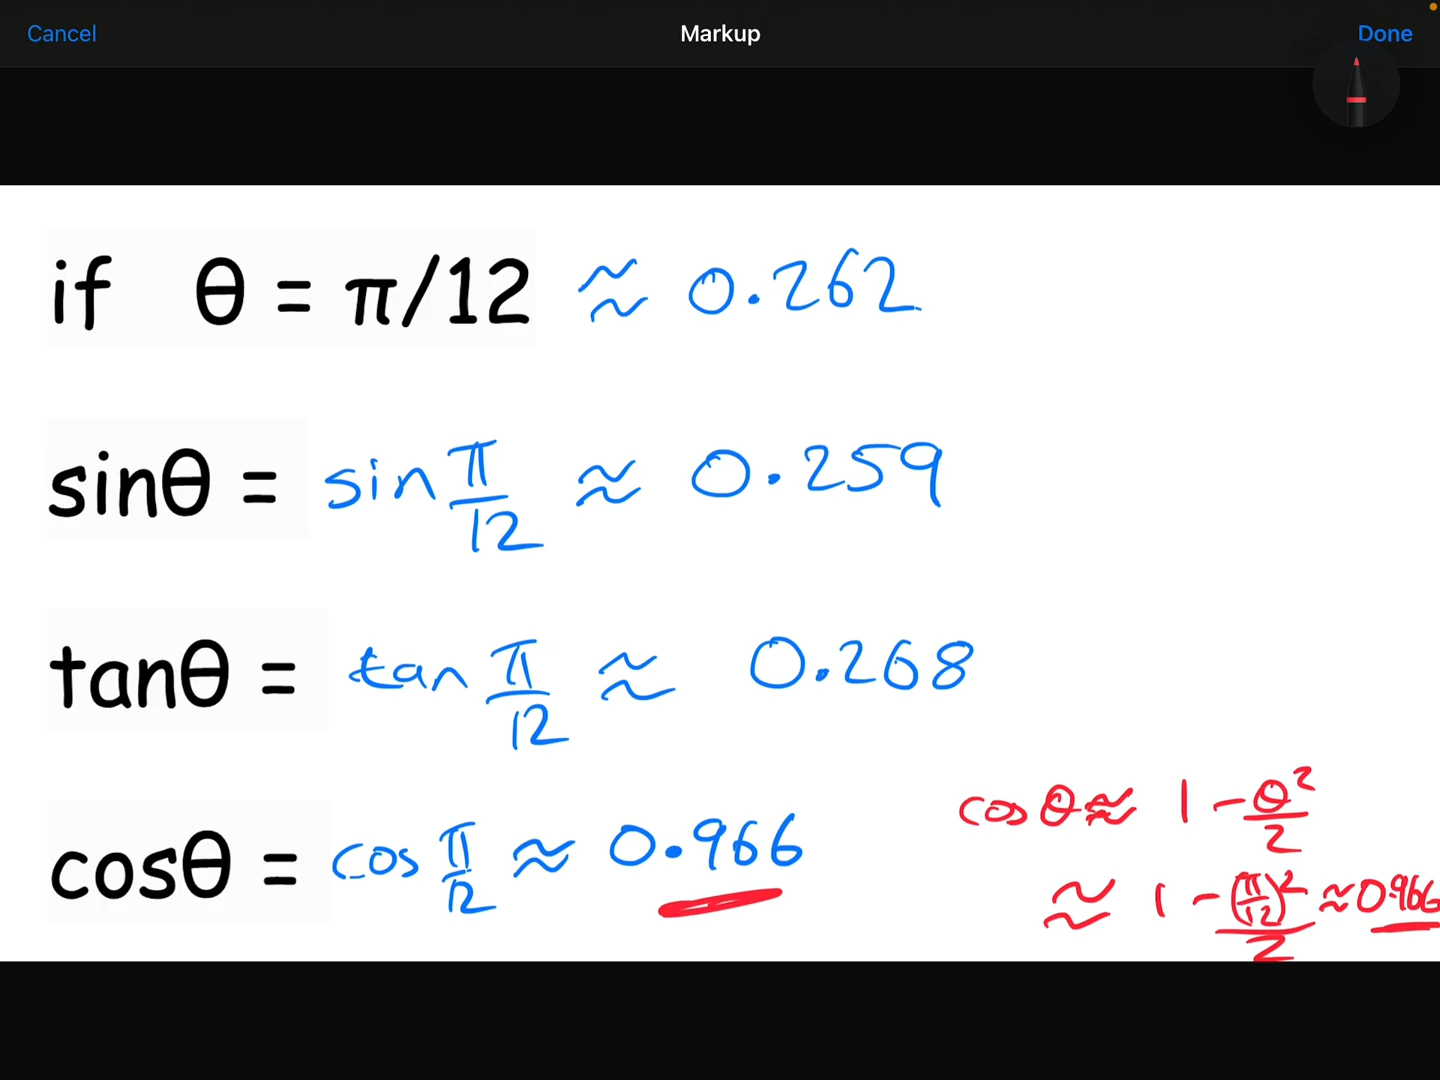 Cancel Markup Done
if θ = π/12 ≈ 0.262
sinθ = sin π/12 ≈ 0.259
tanθ = tan π/12 ≈ 0.268
cosθ = cos π/12 ≈ 0.966
cos θ ≈ 1 - θ²/2
≈ 1 - (π/12)²/2 ≈ 0.966